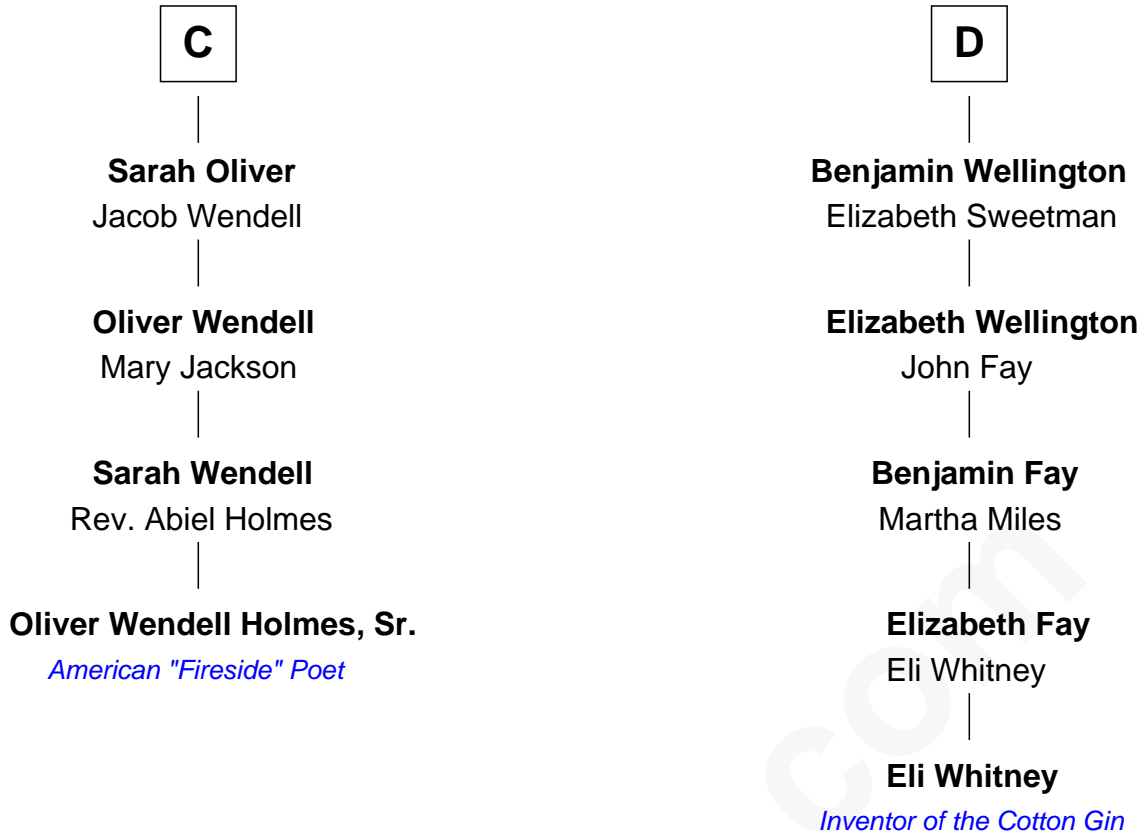 C
Sarah Oliver
Jacob Wendell
Oliver Wendell
Mary Jackson
Sarah Wendell
Rev. Abiel Holmes
Oliver Wendell Holmes, Sr.
American "Fireside" Poet
D
Benjamin Wellington
Elizabeth Sweetman
Elizabeth Wellington
John Fay
Benjamin Fay
Martha Miles
Elizabeth Fay
Eli Whitney
Eli Whitney
Inventor of the Cotton Gin
com